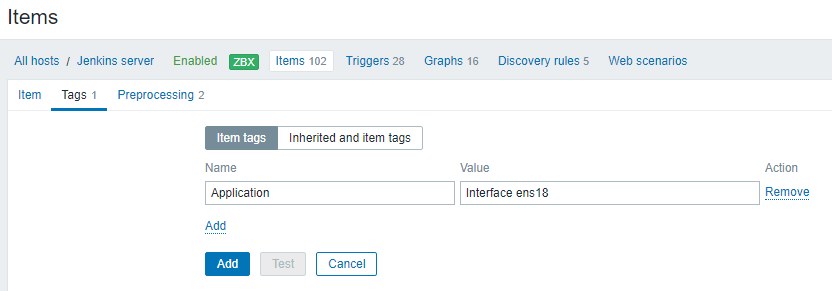 Items
All hosts / Jenkins server Enabled ZBX Items 102 Triggers 28 Graphs 16 Discovery rules 5 Web scenarios
Item Tags 1 Preprocessing 2
Item tags Inherited and item tags
Name Value Action
Application Interface ens18 Remove
Add
Add Test Cancel